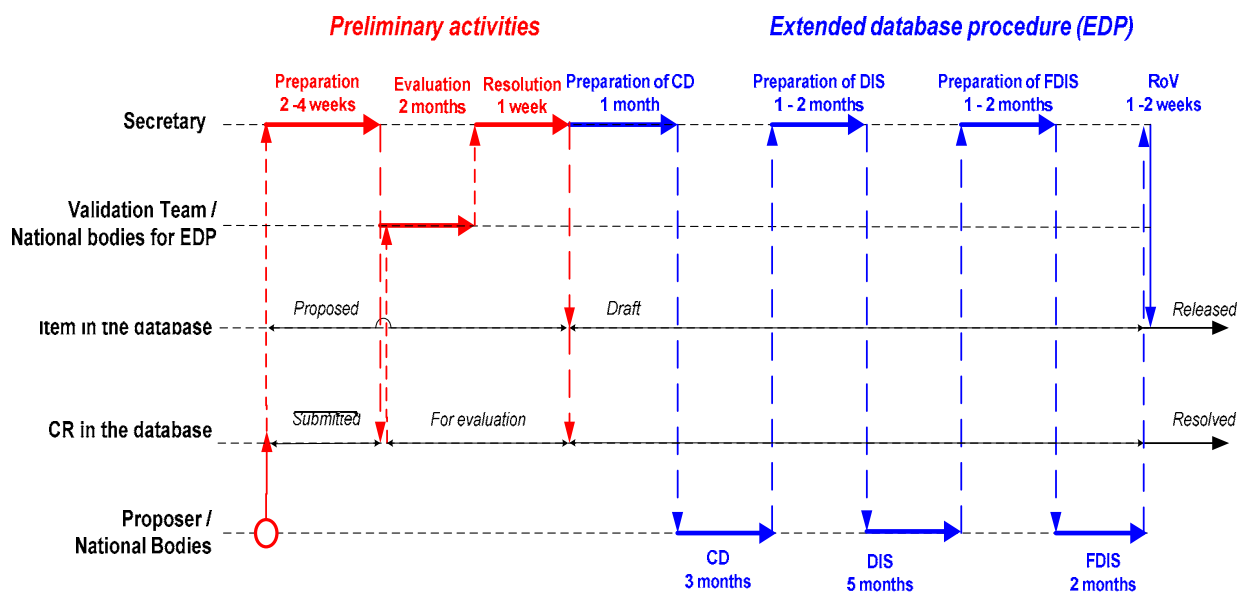 Preliminary activities
Extended database procedure (EDP)
Preparation
2 -4 weeks
Evaluation
2 months
Resolution
1 week
Preparation of CD
1 month
Preparation of DIS
1 - 2 months
Preparation of FDIS
1 - 2 months
RoV
1 -2 weeks
Secretary
Validation Team /
National bodies for EDP
Proposed
Draft
Released
Item in the database
Submitted
For evaluation
Resolved
CR in the database
Proposer /
National Bodies
CD
3 months
DIS
5 months
FDIS
2 months